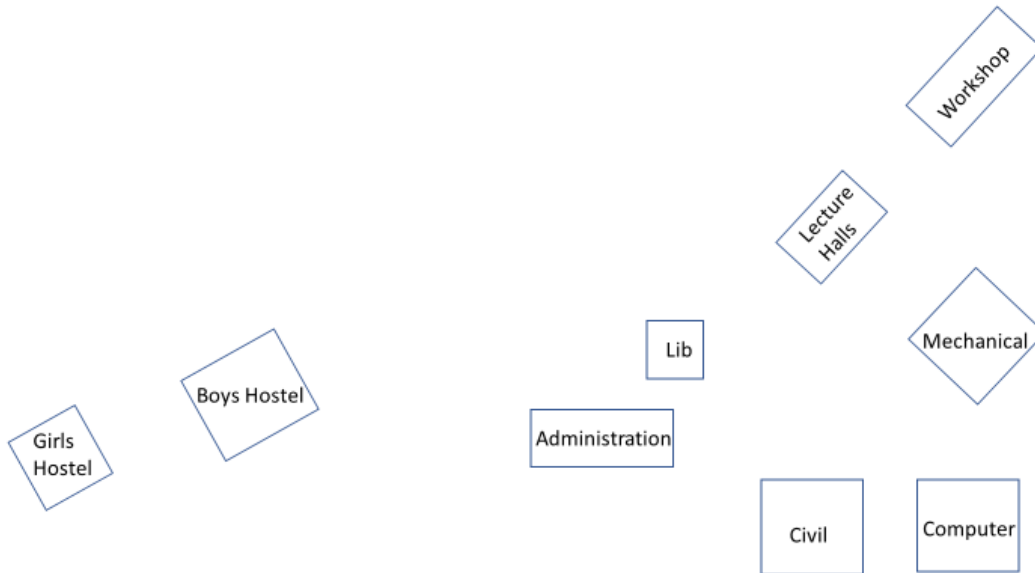 Workshop
Lecture
Halls
Lib
Mechanical
Boys Hostel
Girls
Hostel
Administration
Civil
Computer